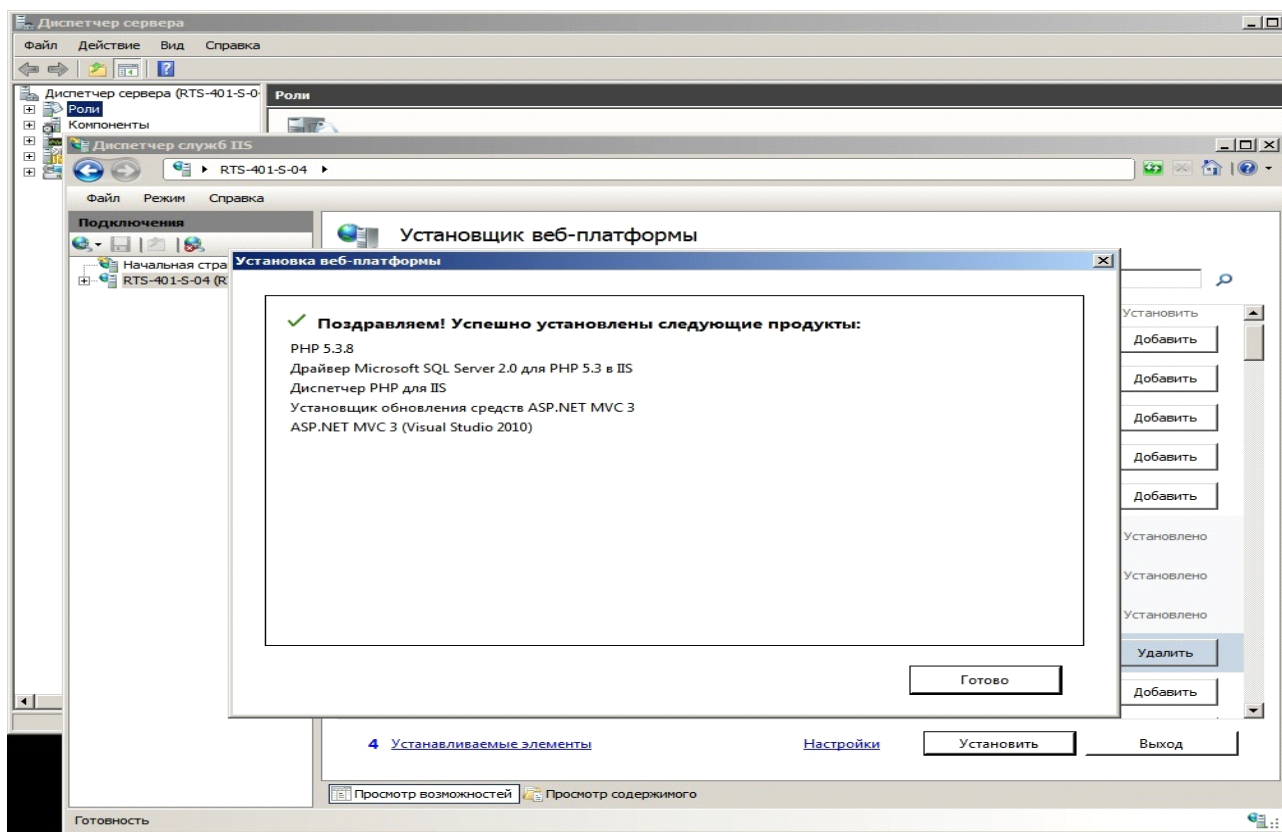 Диспетчер сервера
Файл Действие Вид Справка
Диспетчер сервера (RTS-401-S-0
Роли
Роли
Компоненты
Диспетчер служб IIS
RTS-401-S-04
Файл Режим Справка
Подключения
Установщик веб-платформы
Начальная стра
RTS-401-S-04 (R
Установка веб-платформы
Поздравляем! Успешно установлены следующие продукты:
PHP 5.3.8
Драйвер Microsoft SQL Server 2.0 для PHP 5.3 в IIS
Диспетчер PHP для IIS
Установщик обновления средств ASP.NET MVC 3
ASP.NET MVC 3 (Visual Studio 2010)
Готово
Установить
Добавить
Добавить
Добавить
Добавить
Добавить
Установлено
Установлено
Установлено
Удалить
Добавить
4 Устанавливаемые элементы Настройки Установить Выход
Просмотр возможностей Просмотр содержимого
Готовность